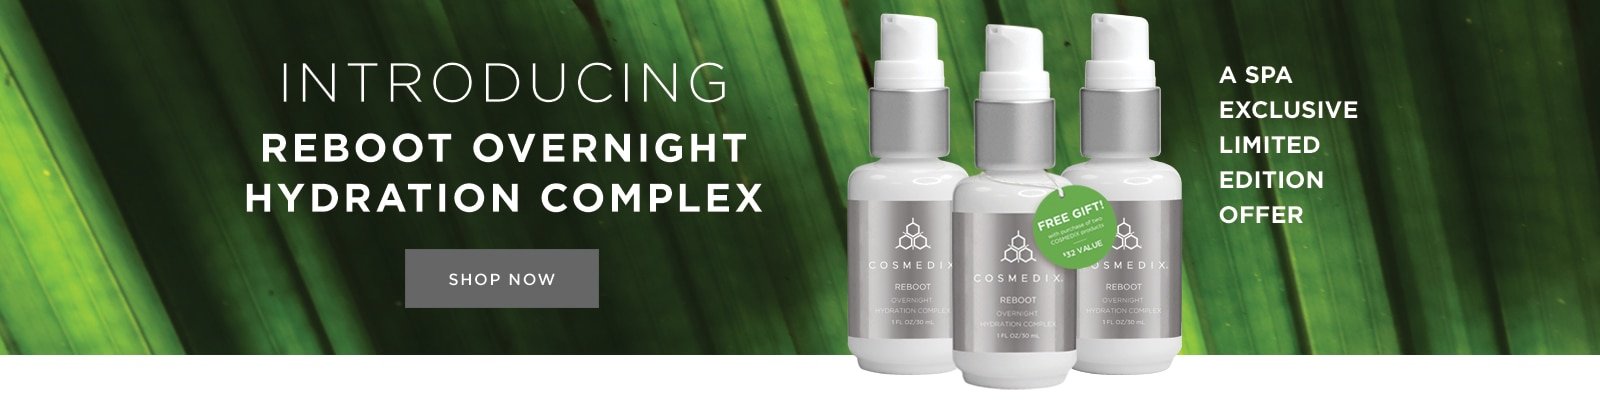 INTRODUCING
REBOOT OVERNIGHT
HYDRATION COMPLEX
SHOP NOW
COSMEDIX
REBOOT
OVERNIGHT
HYDRATION COMPLEX
1 FL OZ/30 mL
FREE GIFT!
with purchase of two
COSMEDIX products
$32 VALUE
COSMEDIX
REBOOT
OVERNIGHT
HYDRATION COMPLEX
1 FL OZ/30 mL
OSMEDIX
REBOOT
OVERNIGHT
HYDRATION COMPLEX
1 FL OZ/30 mL
A SPA
EXCLUSIVE
LIMITED
EDITION
OFFER